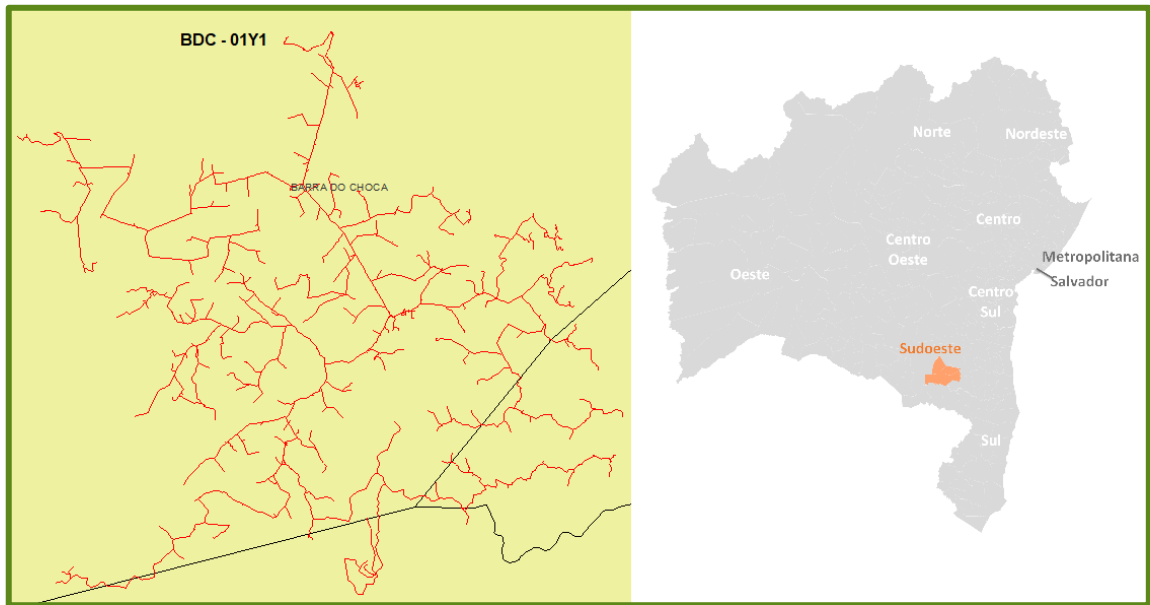 BDC - 01Y1
BARRA DO CHOCA
Norte
Nordeste
Centro
Centro
Oeste
Oeste
Metropolitana
Salvador
Centro
Sul
Sudoeste
Sul